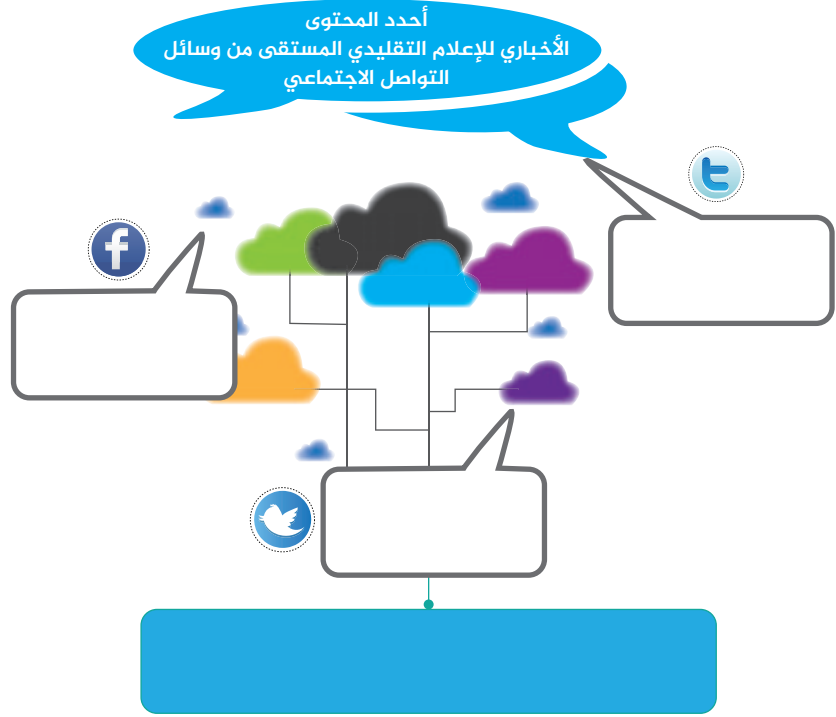 أحدد المحتوى
الأخباري للإعلام التقليدي المستقى من وسائل
التواصل الاجتماعي